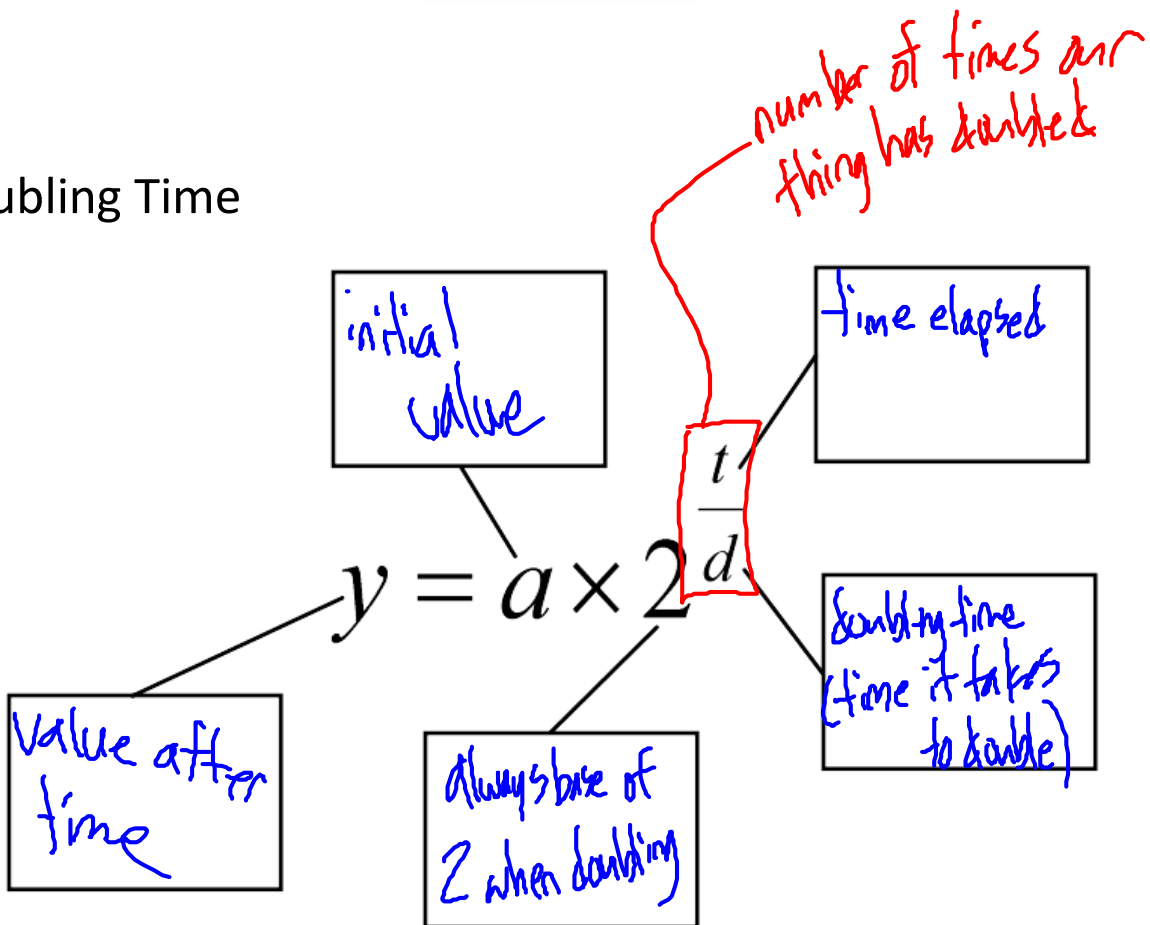 number of times our
thing has doubled
ubling Time
initial
value
time elapsed
t
d
y = a × 2
doubling time
(time it takes
to double)
Value after
time
Always base of
2 when doubling